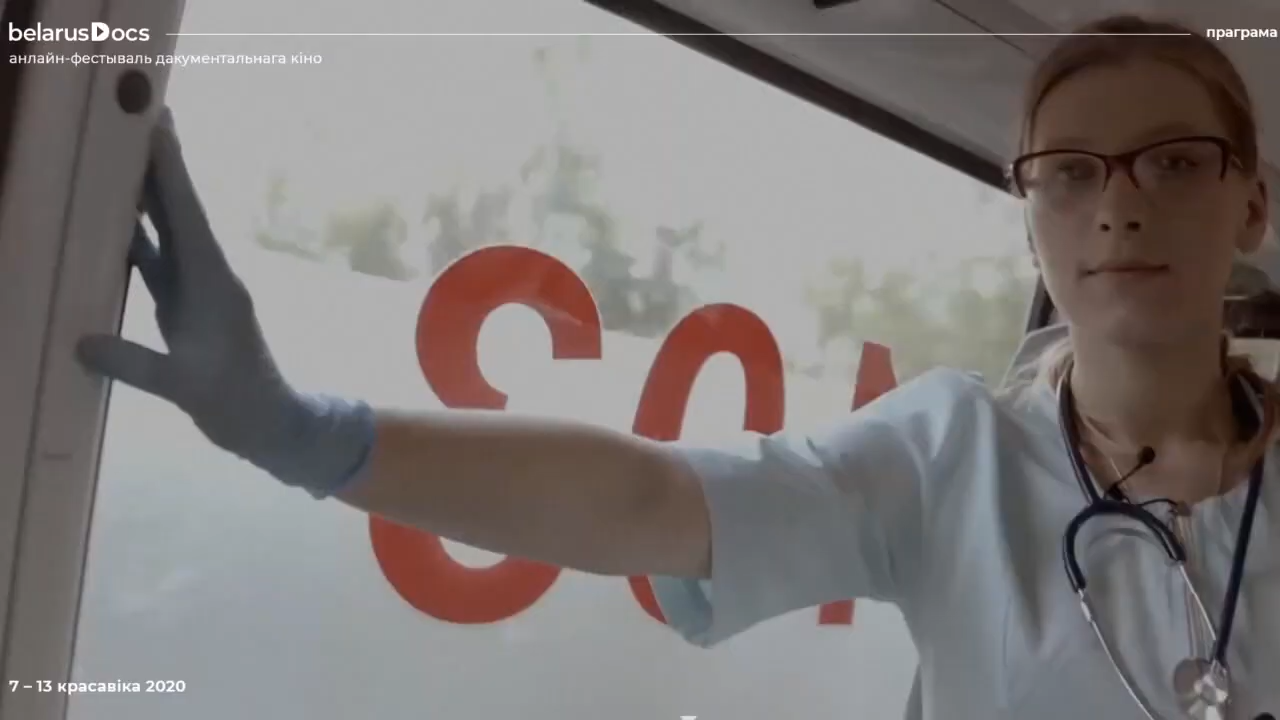 belarusDocs
праграма
анлайн-фестываль дакументальнага кіно
7 – 13 красавіка 2020